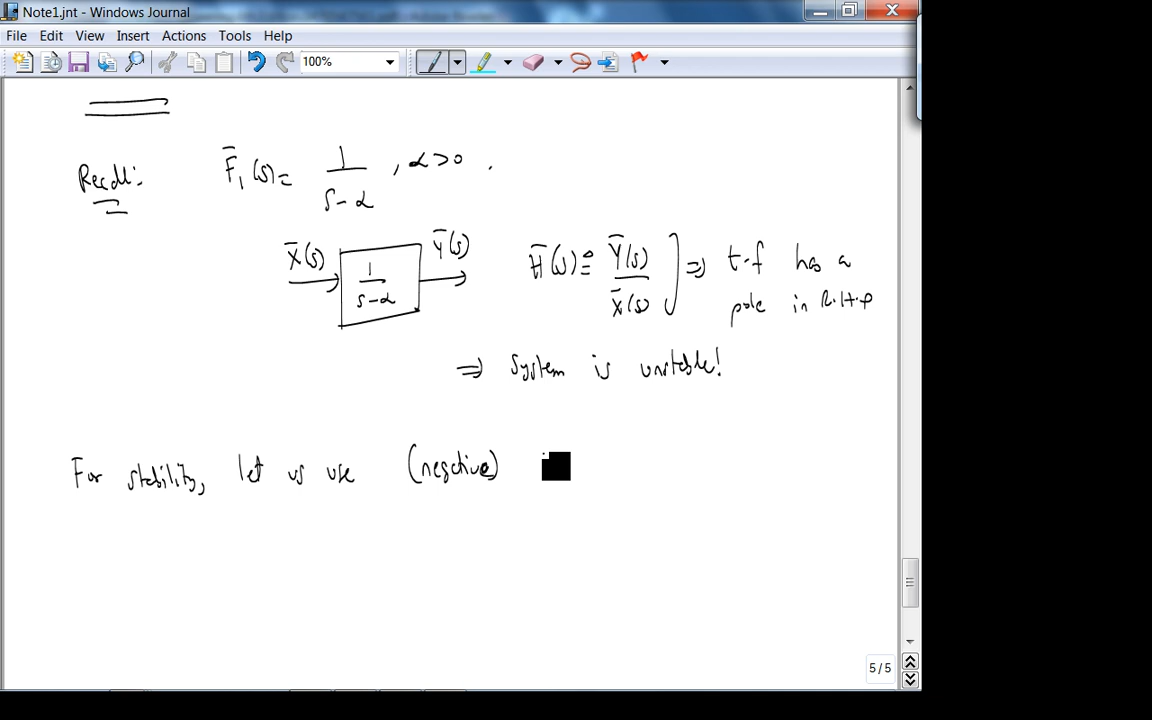 Note1.jnt - Windows Journal
File Edit View Insert Actions Tools Help
100%
Recall:
F̄₁(s) = 1/(s-α) , α>0 .
X̄(s) 1/(s-α) Ȳ(s)
H̄(s) ≜ Ȳ(s)/X̄(s) ] ⇒ t.f has a
pole in R.H.P
⇒ System is unstable!
For stability, let us use (negative)
5 / 5